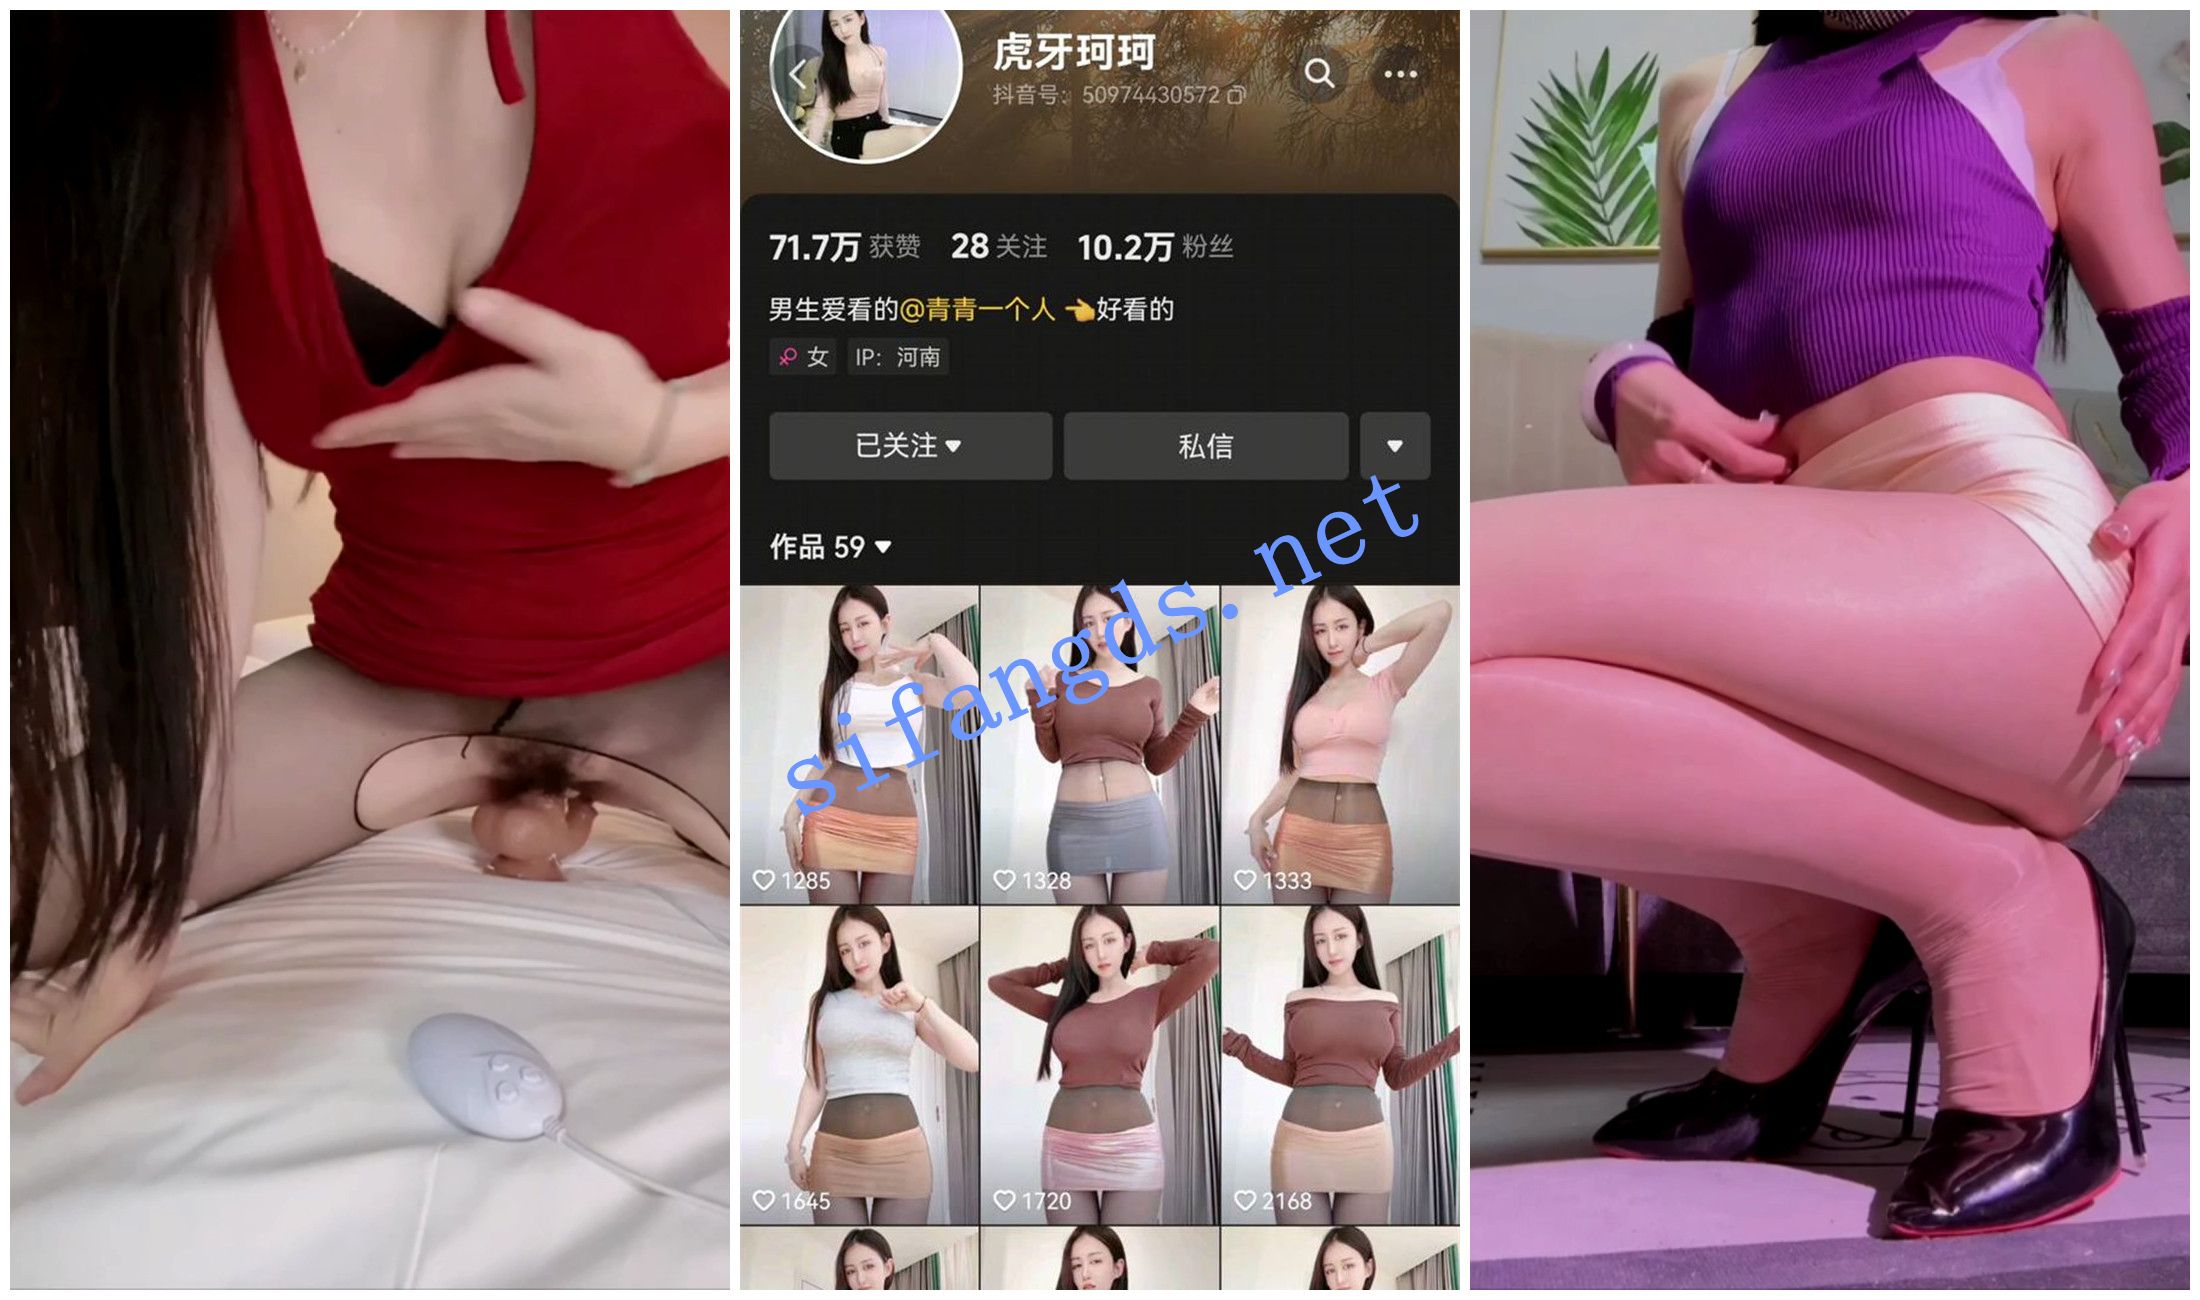 虎牙珂珂
抖音号: 50974430572
71.7万 获赞 28 关注 10.2万 粉丝
男生爱看的@青青一个人 👈好看的
女 IP: 河南
已关注 私信
作品 59
sifangds.net
1285 1328 1333
1645 1720 2168